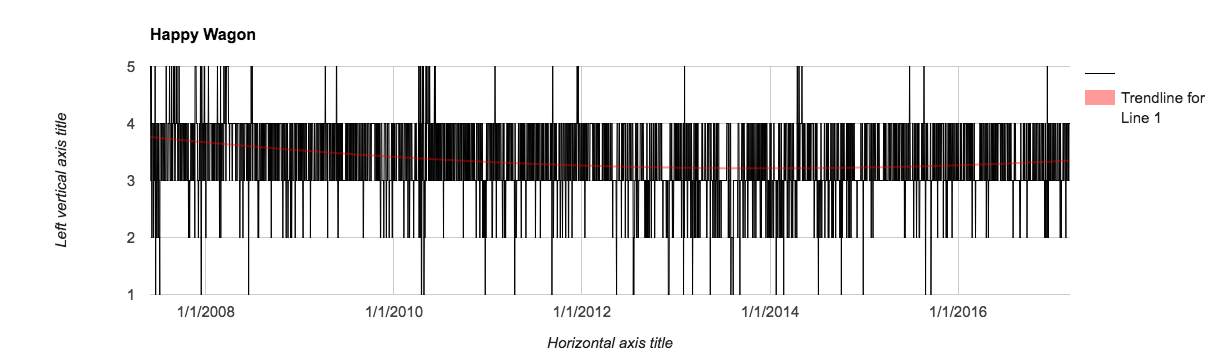 Happy Wagon
5
4
3
2
1
Left vertical axis title
1/1/2008
1/1/2010
1/1/2012
1/1/2014
1/1/2016
Horizontal axis title
Trendline for
Line 1